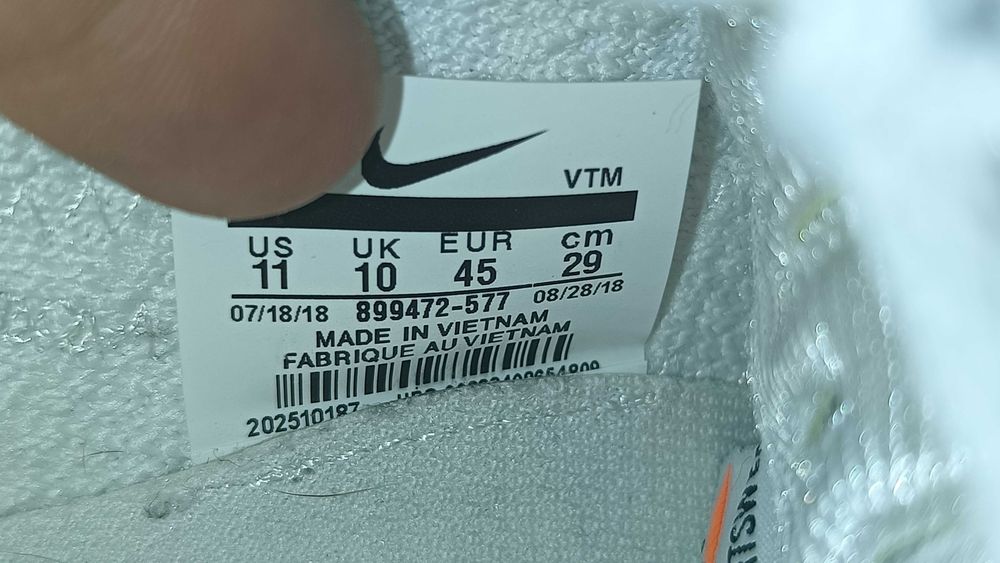 VTM
US UK EUR cm
11 10 45 29
07/18/18 899472-577 08/28/18
MADE IN VIETNAM
FABRIQUE AU VIETNAM
202510187